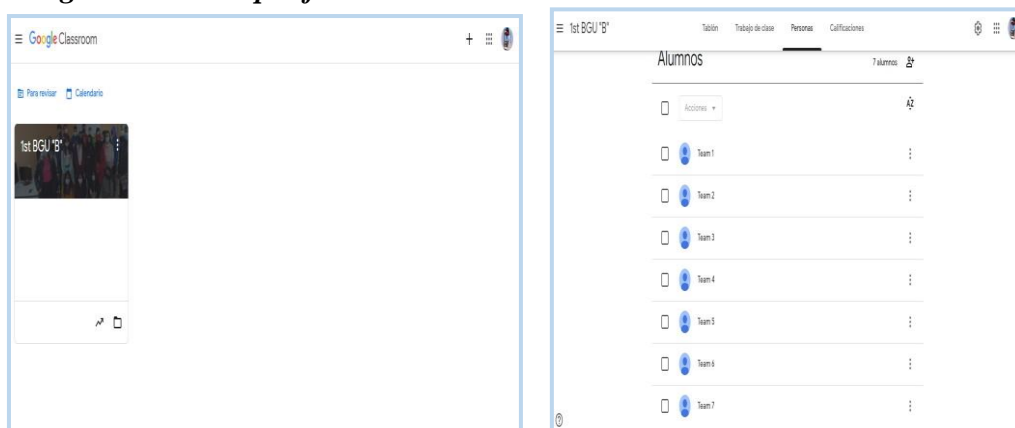 ≡ Google Classroom
Para revisar Calendario
1st BGU "B"
≡ 1st BGU "B" Tablón Trabajo de clase Personas Calificaciones
Alumnos 7 alumnos
Acciones AZ
Team 1
Team 2
Team 3
Team 4
Team 5
Team 6
Team 7